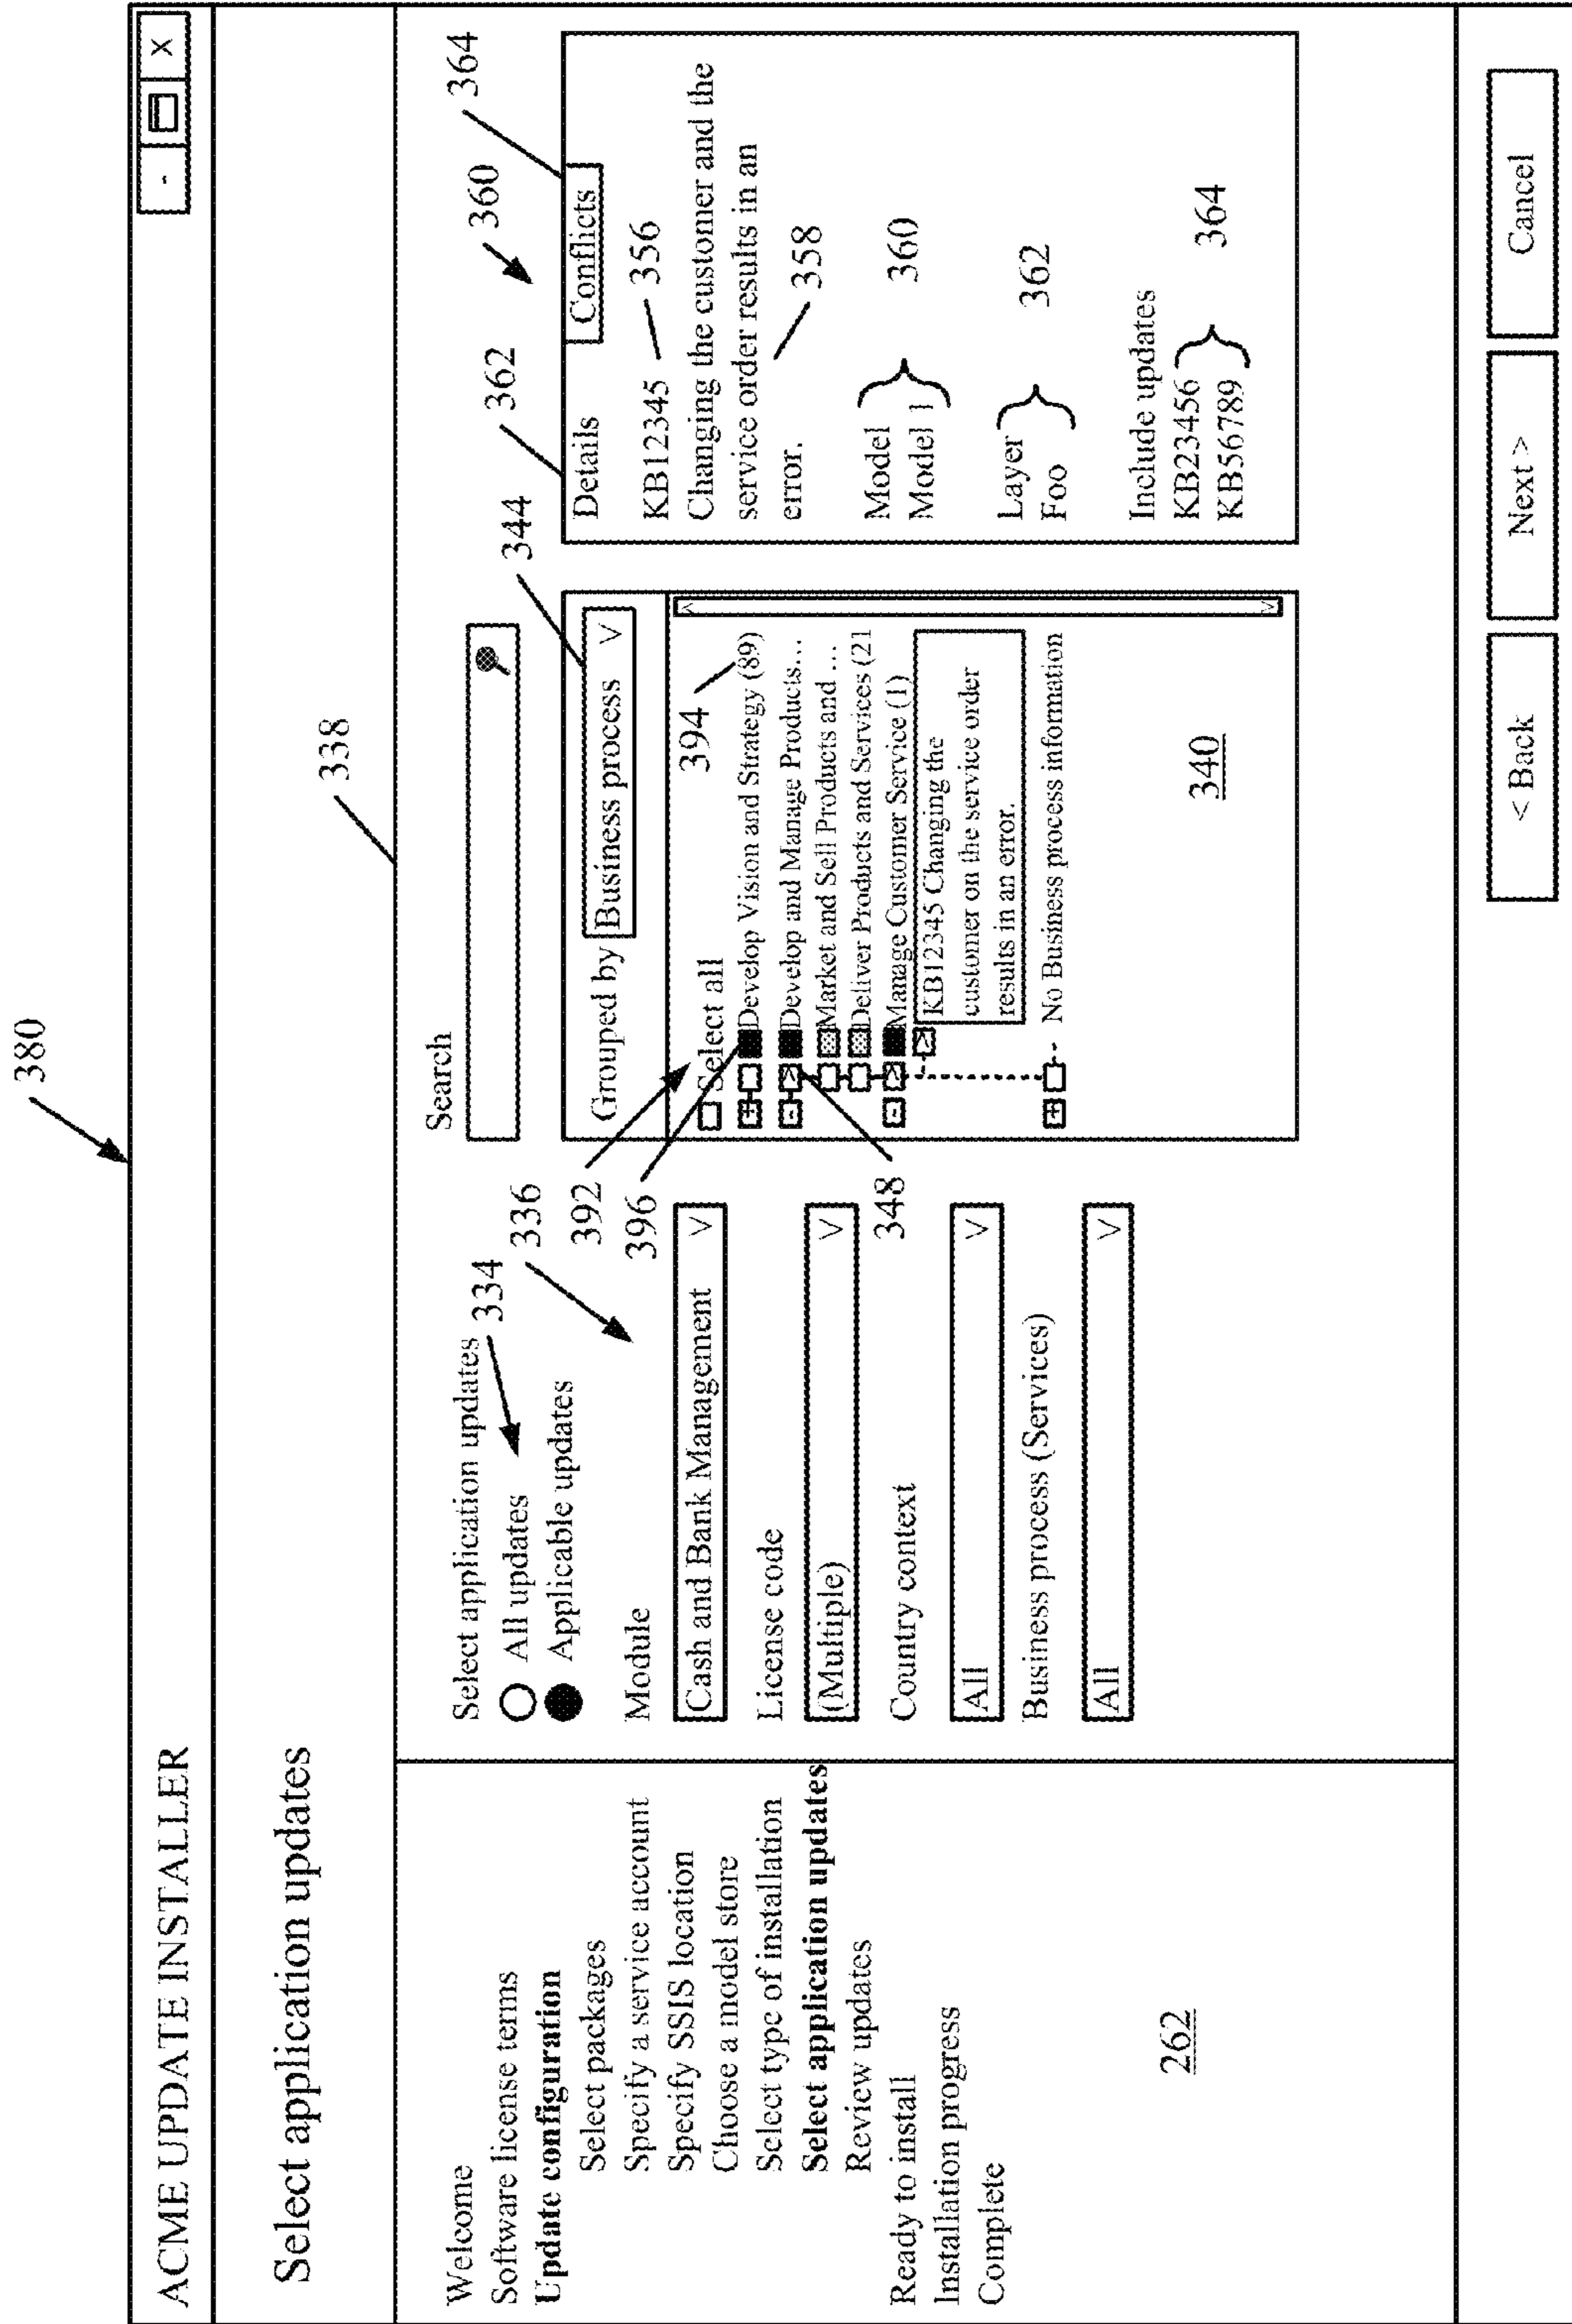 380
ACME UPDATE INSTALLER
- X
Select application updates
338
Welcome
Software license terms
Update configuration
Select packages
Specify a service account
Specify SSIS location
Choose a model store
Select type of installation
Select application updates
Review updates
Ready to install
Installation progress
Complete
262
Select application updates
334
All updates
Applicable updates
336
Module
Cash and Bank Management V
License code
(Multiple) V
Country context
All V
Business process (Services)
All V
392
396
348
Search
344
Grouped by Business process V
394
Select all
Develop Vision and Strategy (89)
Develop and Manage Products...
Market and Sell Products and ...
Deliver Products and Services (21
Manage Customer Service (1)
KB12345 Changing the
customer on the service order
results in an error.
No Business process information
340
362
360
364
Details Conflicts
KB12345 356
Changing the customer and the
service order results in an
error. 358
Model
Model 1
360
Layer
Foo
362
Include updates
KB23456
KB56789
364
< Back Next > Cancel